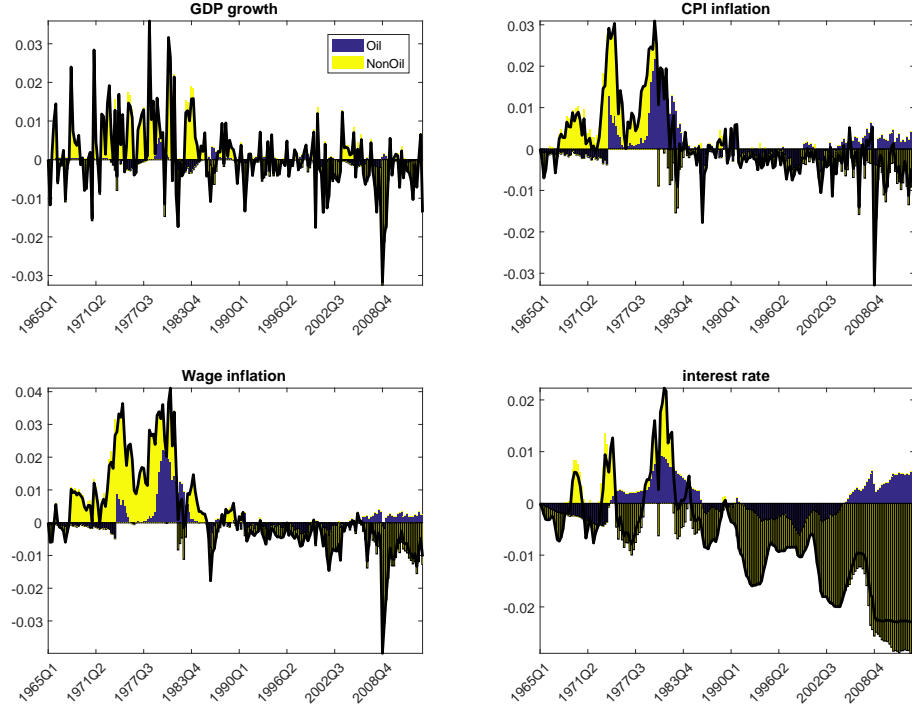 GDP growth
0.03
0.02
0.01
0
-0.01
-0.02
-0.03
1965Q1
1971Q2
1977Q3
1983Q4
1990Q1
1996Q2
2002Q3
2008Q4
Oil
NonOil
CPI inflation
0.03
0.02
0.01
0
-0.01
-0.02
-0.03
1965Q1
1971Q2
1977Q3
1983Q4
1990Q1
1996Q2
2002Q3
2008Q4
Wage inflation
0.04
0.03
0.02
0.01
0
-0.01
-0.02
-0.03
1965Q1
1971Q2
1977Q3
1983Q4
1990Q1
1996Q2
2002Q3
2008Q4
interest rate
0.02
0.01
0
-0.01
-0.02
1965Q1
1971Q2
1977Q3
1983Q4
1990Q1
1996Q2
2002Q3
2008Q4